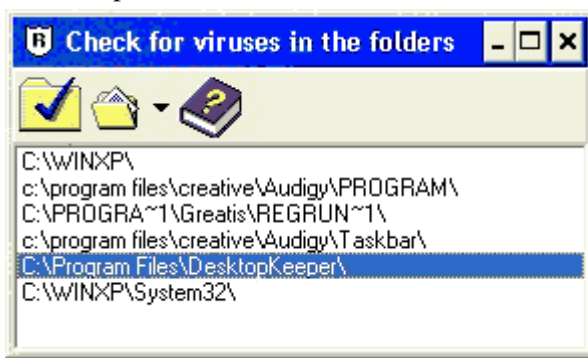 Check for viruses in the folders
C:\WINXP\
c:\program files\creative\Audigy\PROGRAM\
C:\PROGRA~1\Greatis\REGRUN~1\
c:\program files\creative\Audigy\Taskbar\
C:\Program Files\DesktopKeeper\
C:\WINXP\System32\